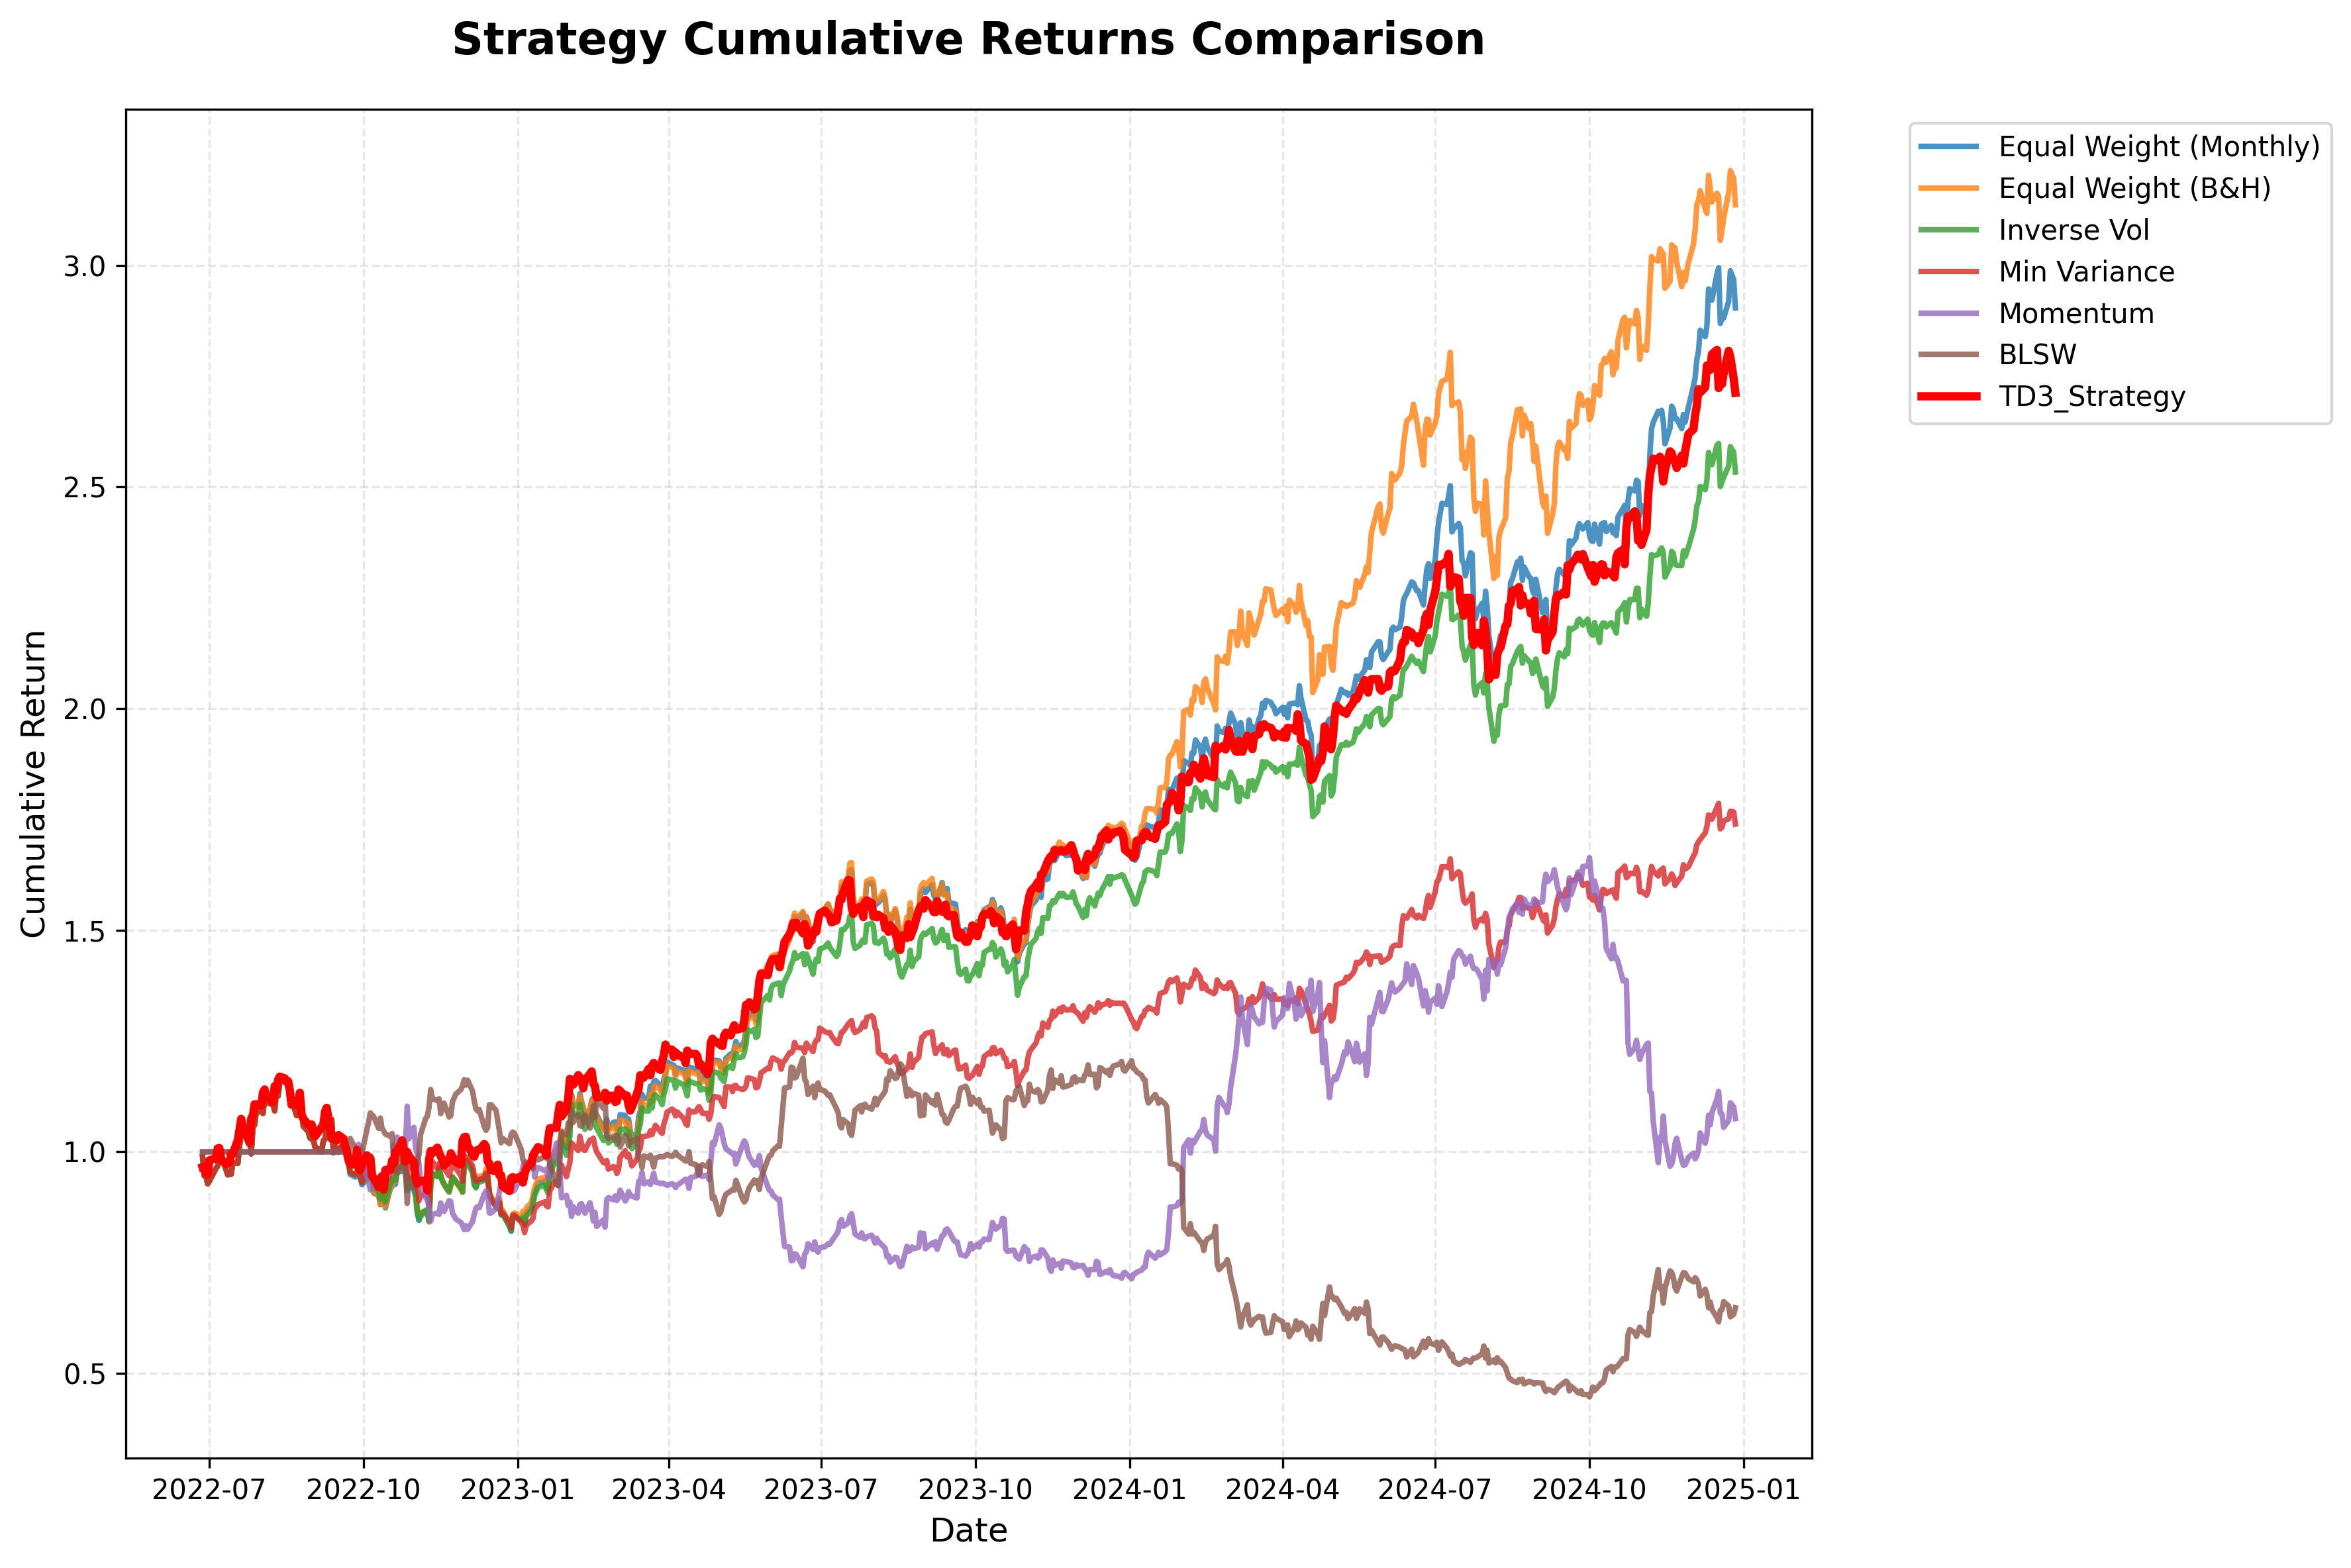 Strategy Cumulative Returns Comparison
Equal Weight (Monthly)
Equal Weight (B&H)
Inverse Vol
Min Variance
Momentum
BLSW
TD3_Strategy
Cumulative Return
3.0
2.5
2.0
1.5
1.0
0.5
2022-07 2022-10 2023-01 2023-04 2023-07 2023-10 2024-01 2024-04 2024-07 2024-10 2025-01
Date